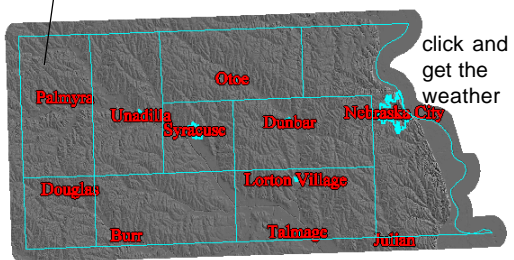 click and
get the
weather
Otoe
Palmyra
Unadilla
Syracuse
Dunbar
Nebraska City
Douglas
Lorton Village
Burr
Talmage
Julian